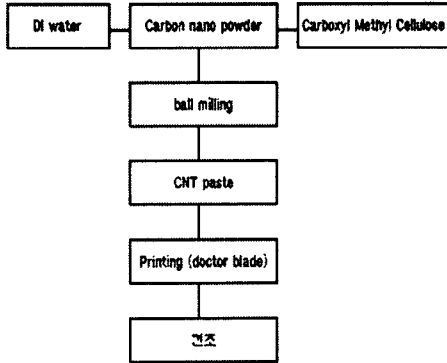 DI water
Carbon nano powder
Carboxyl Methyl Cellulose
ball milling
CNT paste
Printing (doctor blade)
건조